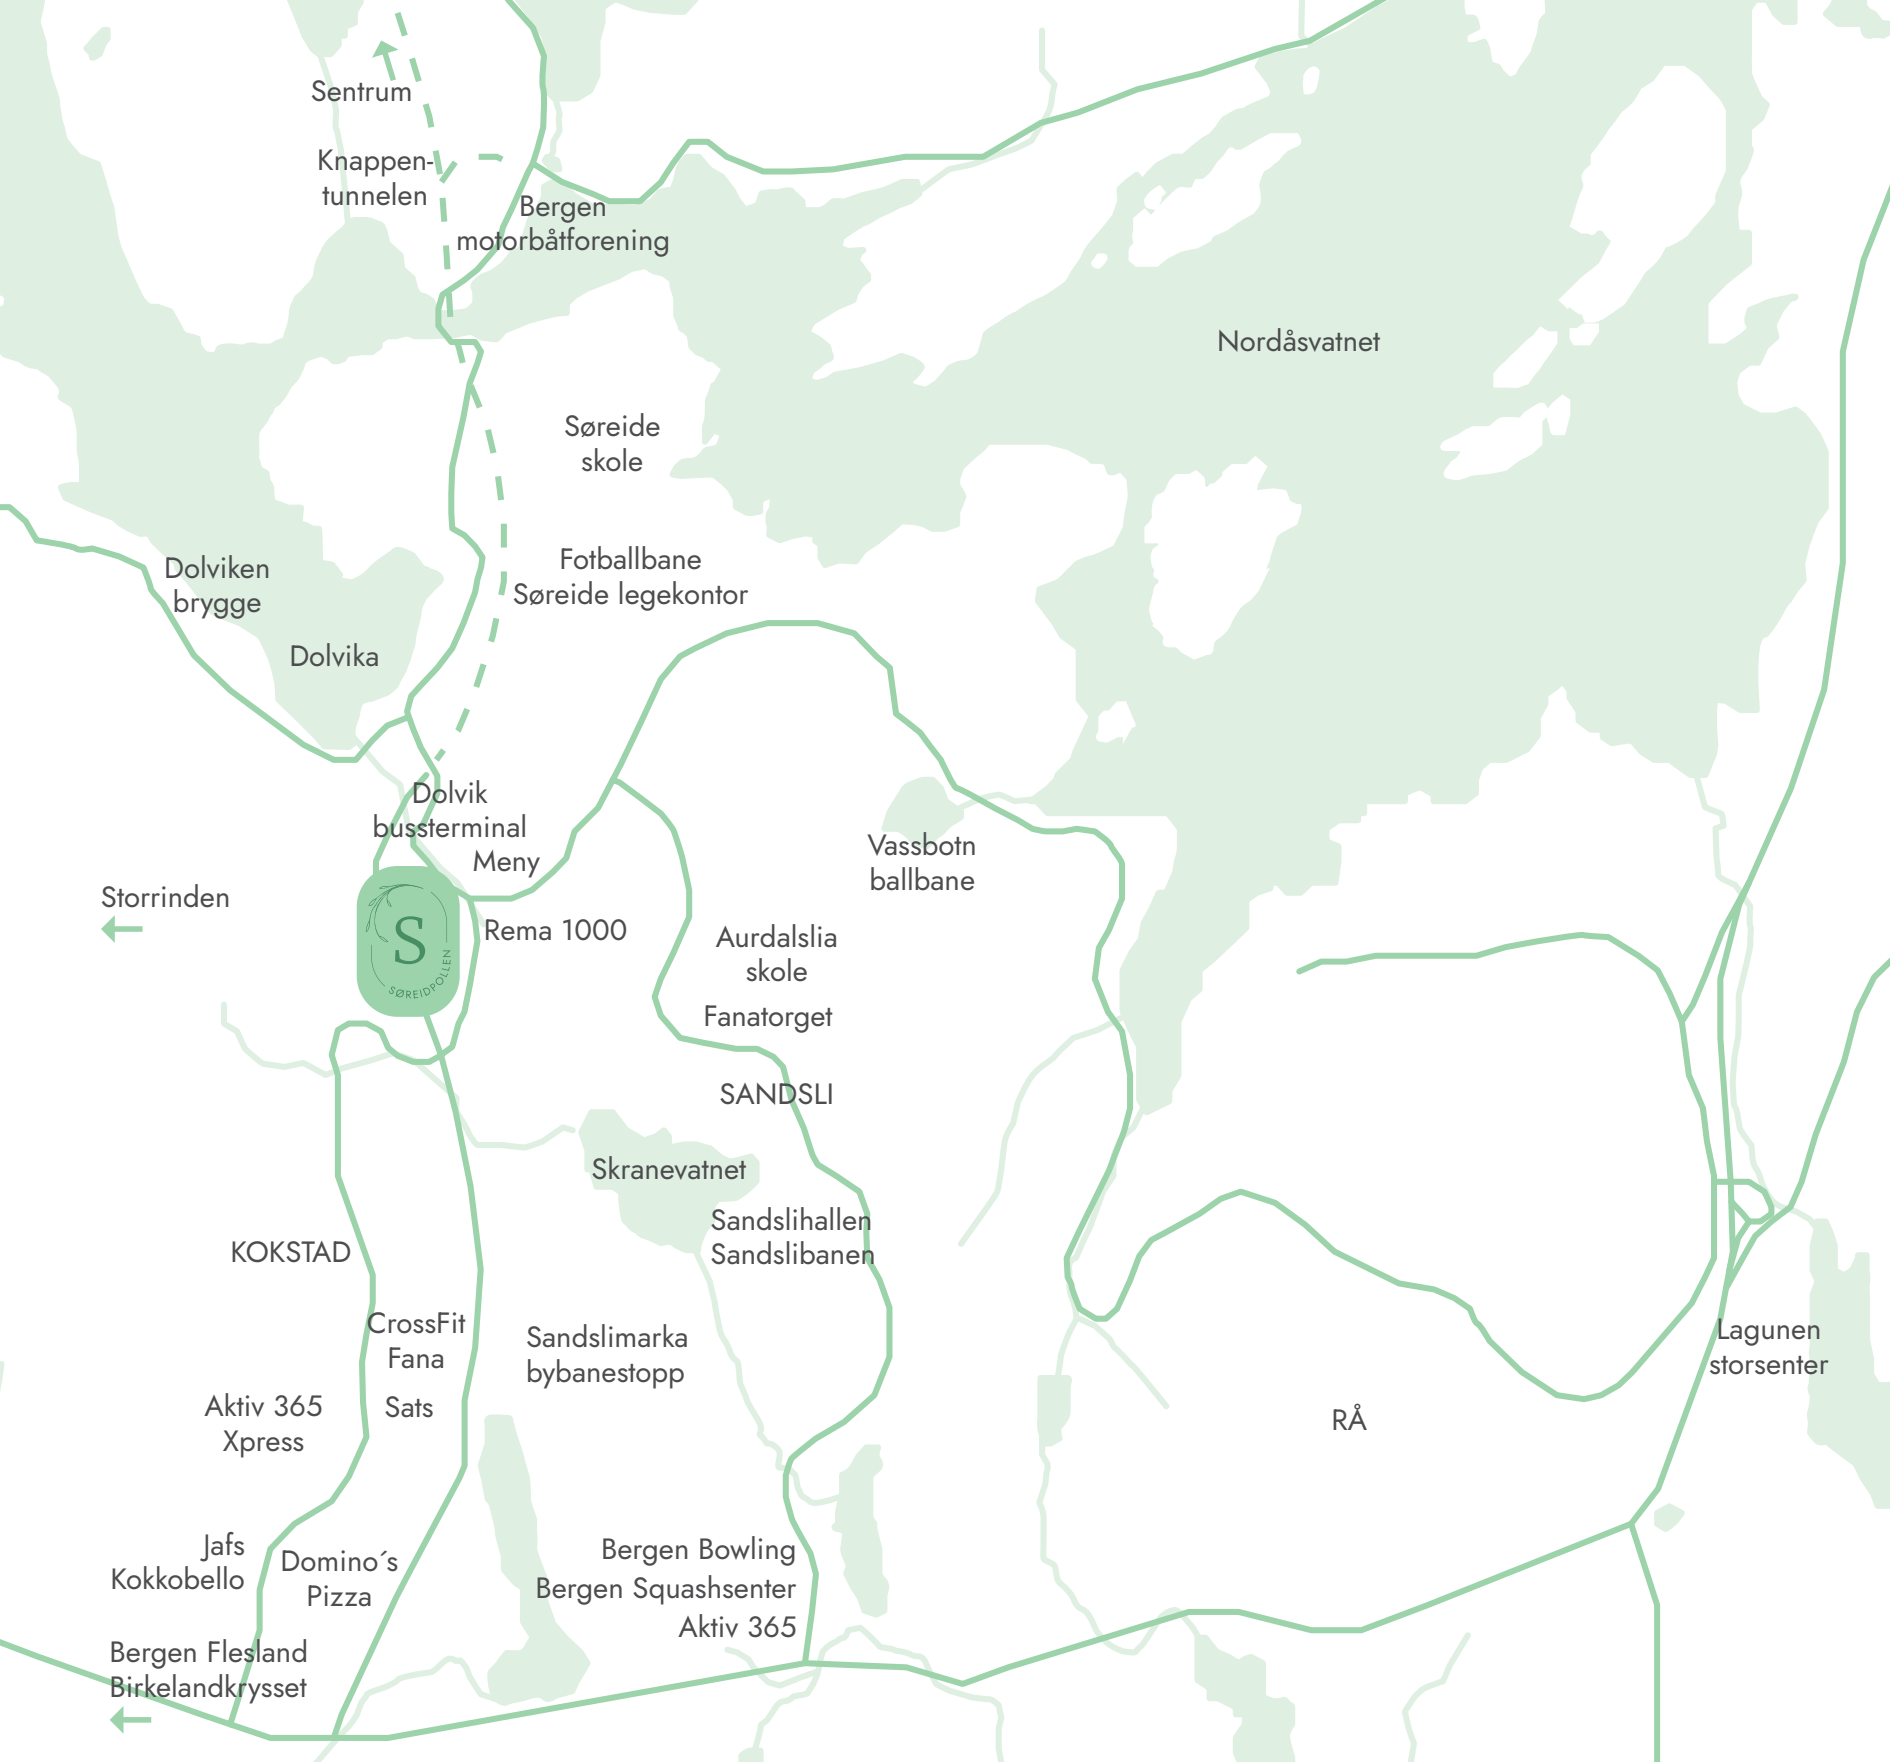 Sentrum
Knappen-
tunnelen
Bergen
motorbåtforening
Nordåsvatnet
Søreide
skole
Fotballbane
Søreide legekontor
Dolviken
brygge
Dolvika
Dolvik
bussterminal
Meny
Vassbotn
ballbane
Storrinden
S
SØREIDPOLLEN
Rema 1000
Aurdalslia
skole
Fanatorget
SANDSLI
Skranevatnet
Sandslihallen
Sandslibanen
KOKSTAD
CrossFit
Fana
Sats
Sandslimarka
bybanestopp
Lagunen
storsenter
Aktiv 365
Xpress
RÅ
Jafs
Kokkobello
Domino´s
Pizza
Bergen Bowling
Bergen Squashsenter
Aktiv 365
Bergen Flesland
Birkelandkrysset